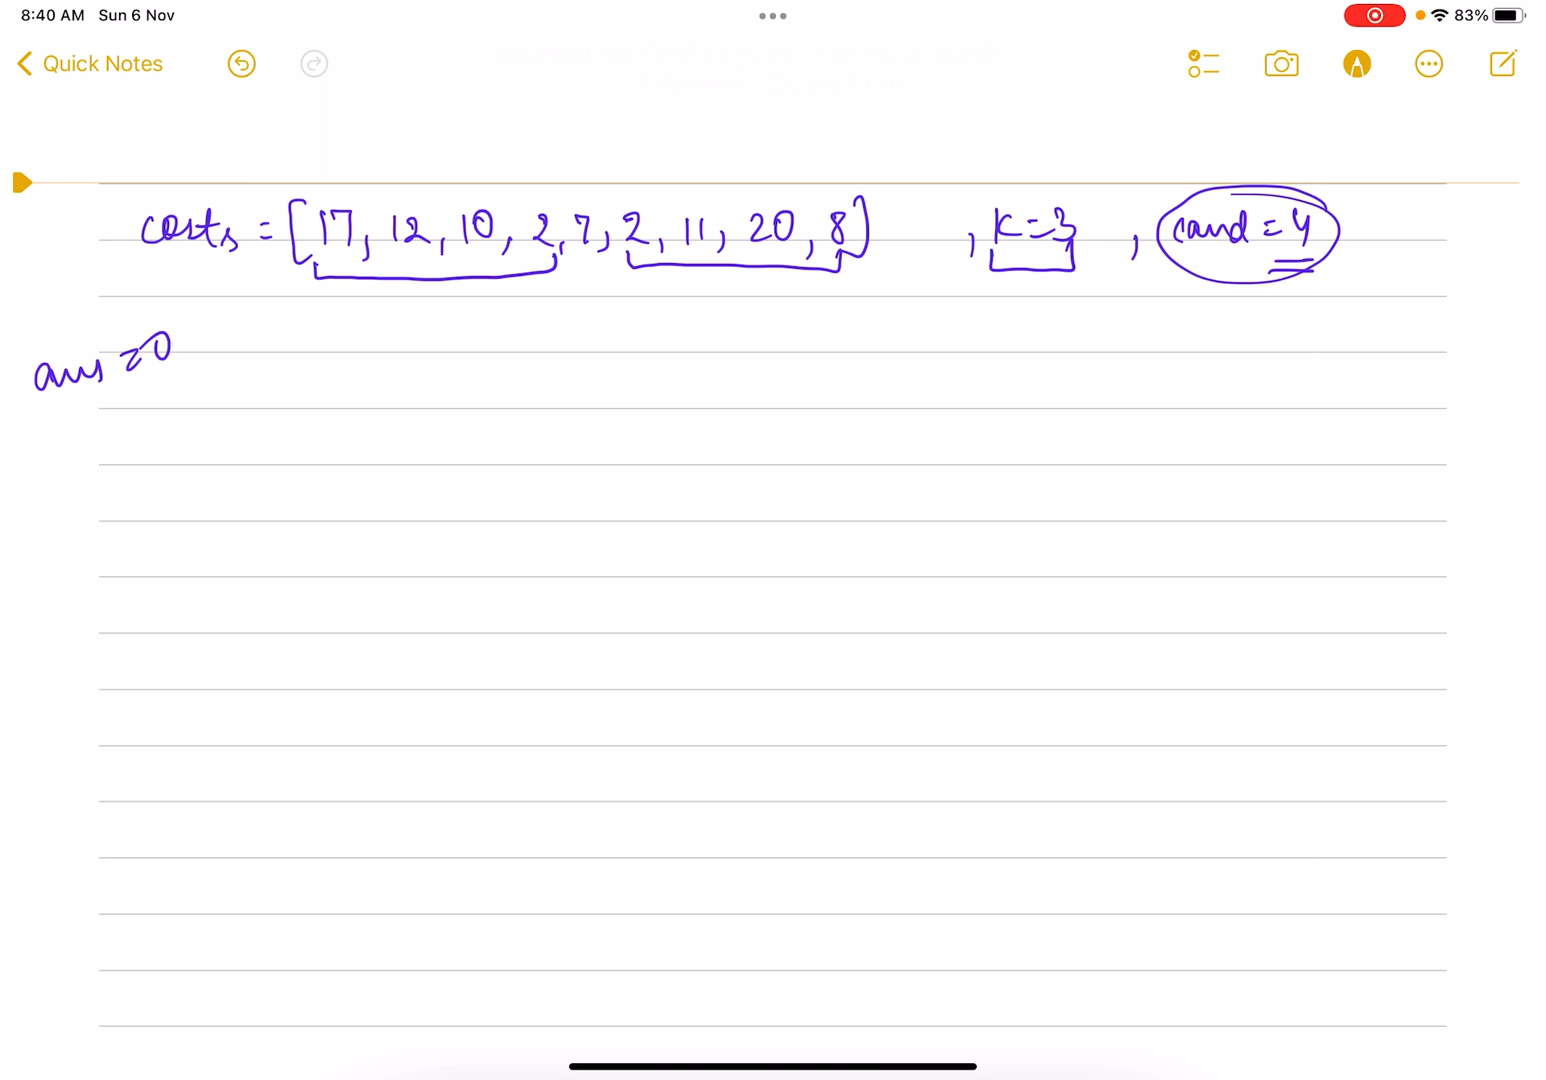 8:40 AM Sun 6 Nov 83%
Quick Notes
costs = [17, 12, 10, 2, 7, 2, 11, 20, 8] , K=3 , cand = 4
ans = 0